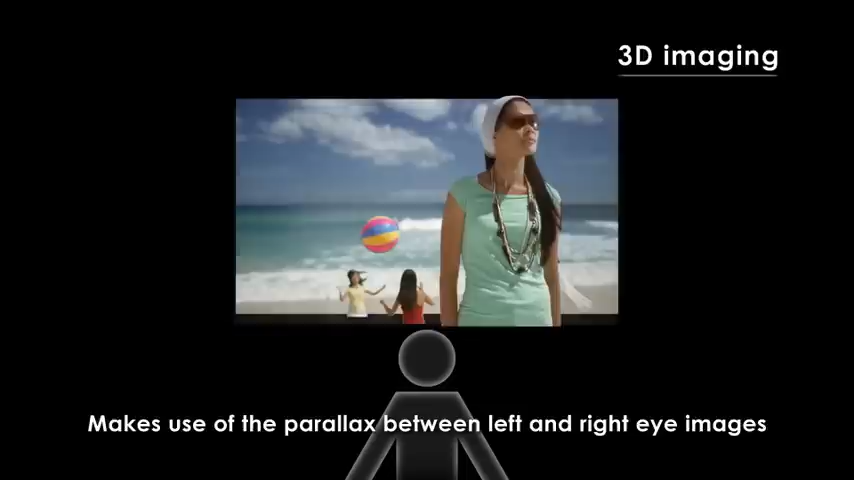 3D imaging
Makes use of the parallax between left and right eye images